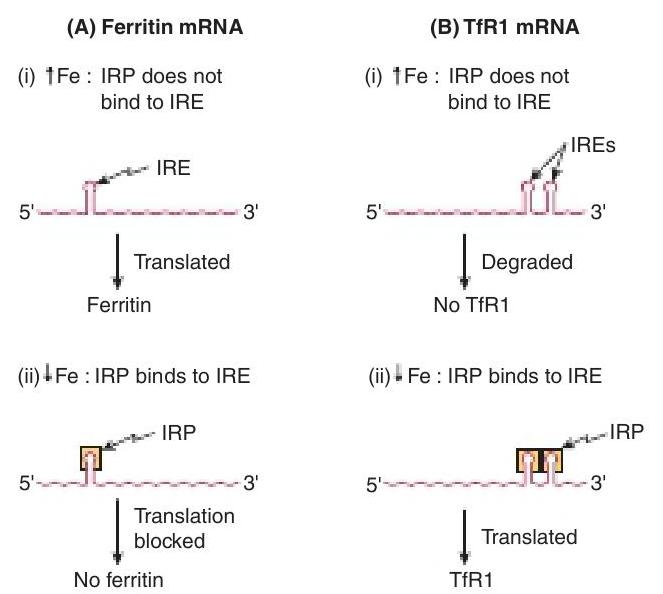 (A) Ferritin mRNA
(i) ↑Fe : IRP does not
bind to IRE
IRE
5' 3'
Translated
Ferritin
(ii) ↓Fe : IRP binds to IRE
IRP
5' 3'
Translation
blocked
No ferritin
(B) TfR1 mRNA
(i) ↑Fe : IRP does not
bind to IRE
IREs
5' 3'
Degraded
No TfR1
(ii) ↓Fe : IRP binds to IRE
IRP
5' 3'
Translated
TfR1